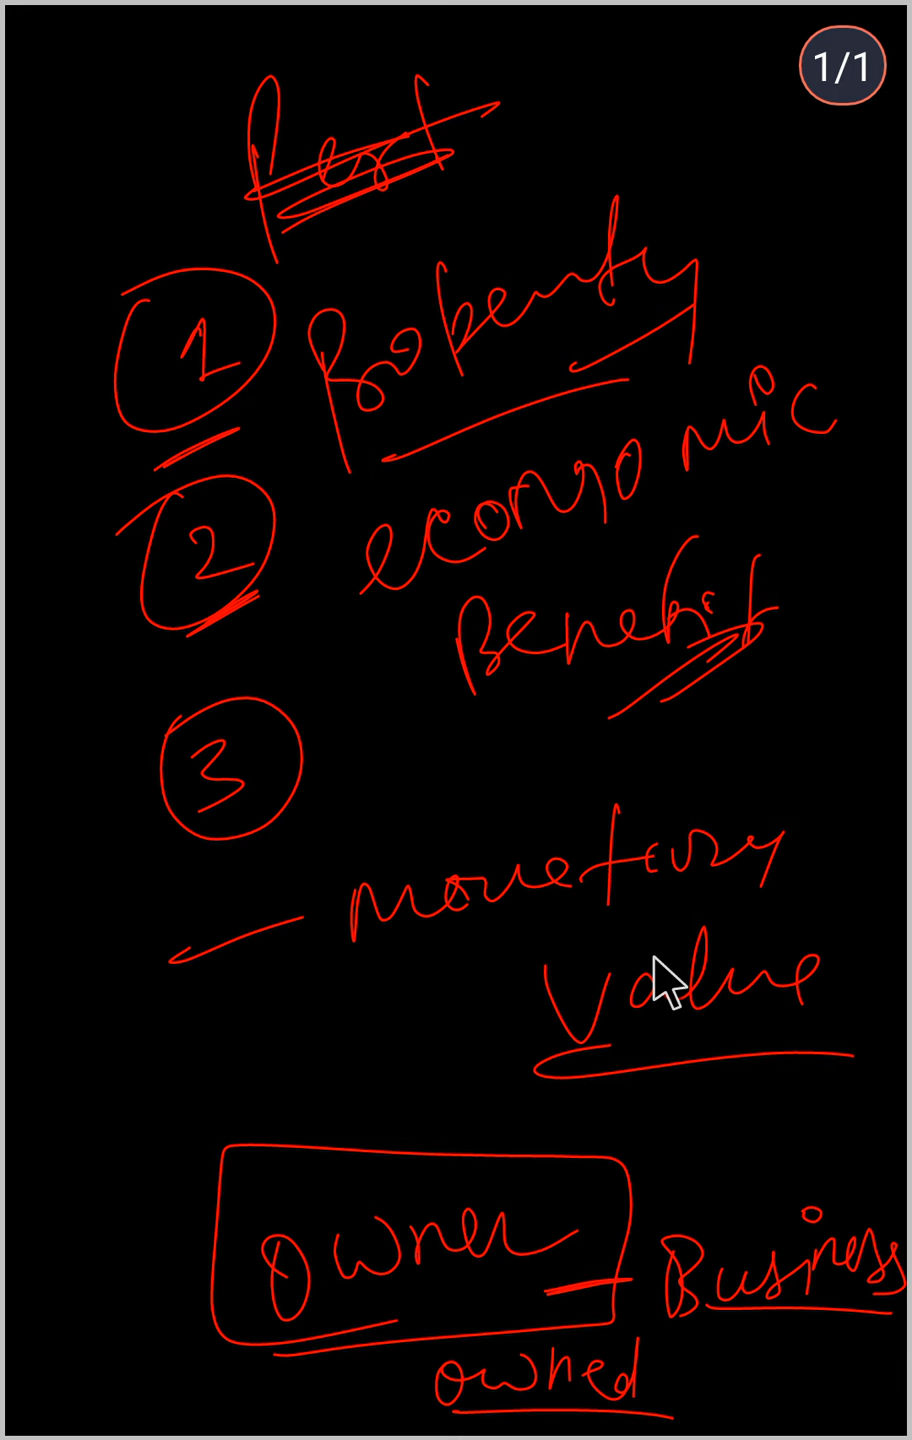 1/1
1 Property
2 economic
Benefit
3
monetary
Value
Owner Business
owned